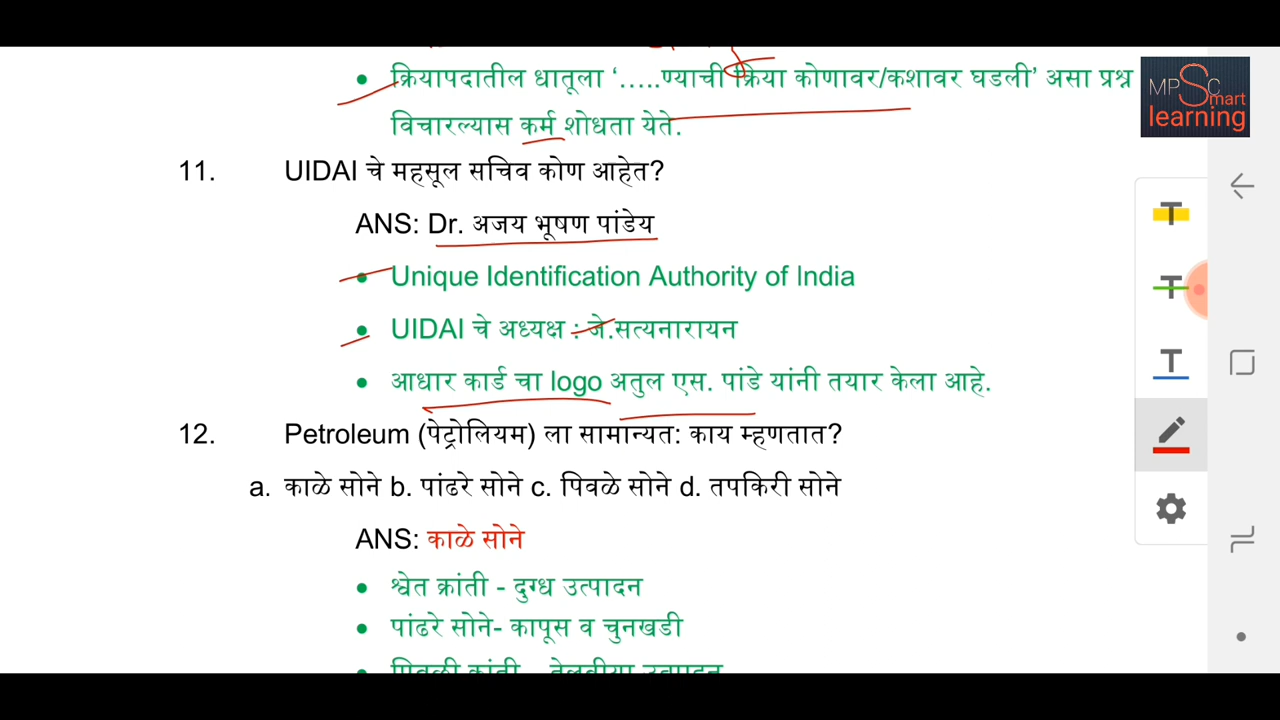 क्रियापदातील धातूला ‘.....ण्याची क्रिया कोणावर/कशावर घडली’ असा प्रश्न
विचारल्यास कर्म शोधता येते.
MPSC Smart learning
11. UIDAI चे महसूल सचिव कोण आहेत?
ANS: Dr. अजय भूषण पांडेय
Unique Identification Authority of India
UIDAI चे अध्यक्ष : जे.सत्यनारायन
आधार कार्ड चा logo अतुल एस. पांडे यांनी तयार केला आहे.
12. Petroleum (पेट्रोलियम) ला सामान्यत: काय म्हणतात?
a. काळे सोने b. पांढरे सोने c. पिवळे सोने d. तपकिरी सोने
ANS: काळे सोने
श्वेत क्रांती - दुग्ध उत्पादन
पांढरे सोने- कापूस व चुनखडी